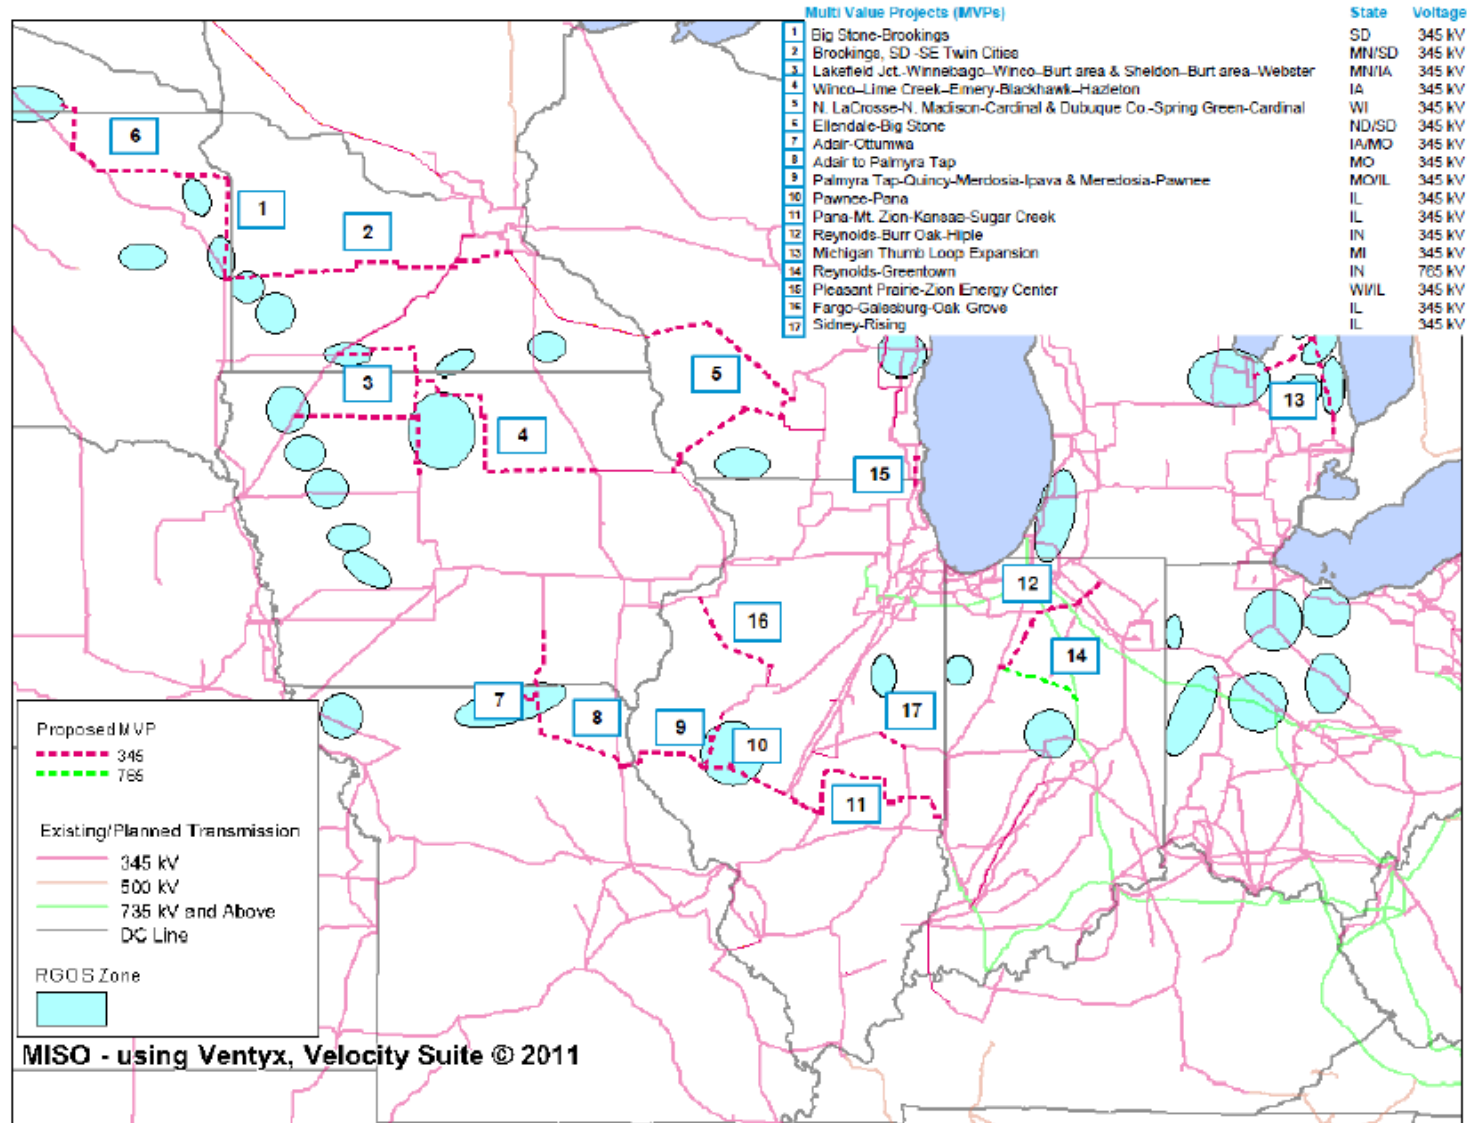 Multi Value Projects (MVPs) State Voltage
1 Big Stone-Brookings SD 345 kV
2 Brookings, SD -SE Twin Cities MN/SD 345 kV
3 Lakefield Jct.-Winnebago-Winco-Burt area & Sheldon-Burt area-Webster MN/IA 345 kV
4 Winco-Lime Creek-Emery-Blackhawk-Hazleton IA 345 kV
5 N. LaCrosse-N. Madison-Cardinal & Dubuque Co.-Spring Green-Cardinal WI 345 kV
6 Ellendale-Big Stone ND/SD 345 kV
7 Adair-Ottumwa IA/MO 345 kV
8 Adair to Palmyra Tap MO 345 kV
9 Palmyra Tap-Quincy-Merdosia-Ipava & Meredosia-Pawnee MO/IL 345 kV
10 Pawnee-Pana IL 345 kV
11 Pana-Mt. Zion-Kansas-Sugar Creek IL 345 kV
12 Reynolds-Burr Oak-Hiple IN 345 kV
13 Michigan Thumb Loop Expansion MI 345 kV
14 Reynolds-Greentown IN 765 kV
15 Pleasant Prairie-Zion Energy Center WI/IL 345 kV
16 Fargo-Galesburg-Oak Grove IL 345 kV
17 Sidney-Rising IL 345 kV
6
1
2
5
3
13
4
15
12
16
14
7
17
8
9
10
11
Proposed MVP
345
765
Existing/Planned Transmission
345 kV
500 kV
735 kV and Above
DC Line
RGOS Zone
MISO - using Ventyx, Velocity Suite © 2011